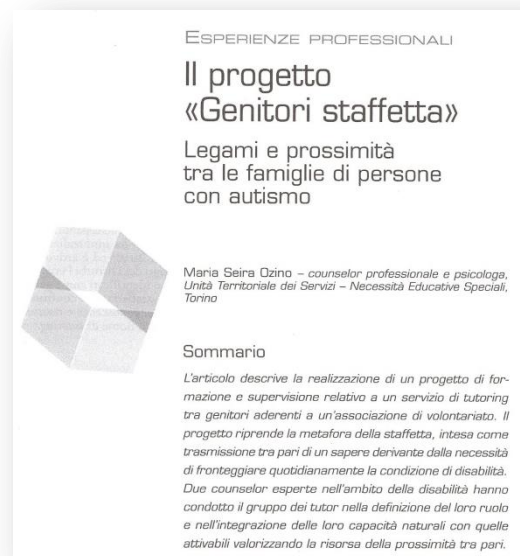 ESPERIENZE PROFESSIONALI
Il progetto
«Genitori staffetta»
Legami e prossimità
tra le famiglie di persone
con autismo
Maria Seira Ozino – counselor professionale e psicologa,
Unità Territoriale dei Servizi – Necessità Educative Speciali,
Torino
Sommario
L'articolo descrive la realizzazione di un progetto di for-
mazione e supervisione relativo a un servizio di tutoring
tra genitori aderenti a un'associazione di volontariato. Il
progetto riprende la metafora della staffetta, intesa come
trasmissione tra pari di un sapere derivante dalla necessità
di fronteggiare quotidianamente la condizione di disabilità.
Due counselor esperte nell'ambito della disabilità hanno
condotto il gruppo dei tutor nella definizione del loro ruolo
e nell'integrazione delle loro capacità naturali con quelle
attivabili valorizzando la risorsa della prossimità tra pari.